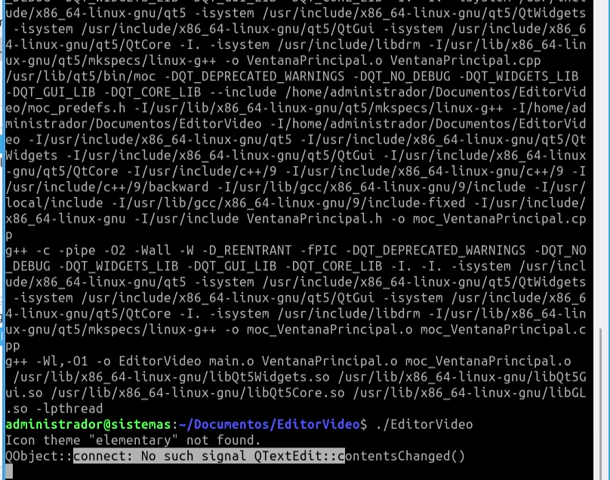 ude/x86_64-linux-gnu/qt5 -isystem /usr/include/x86_64-linux-gnu/qt5/QtWidgets
-isystem /usr/include/x86_64-linux-gnu/qt5/QtGui -isystem /usr/include/x86_6
4-linux-gnu/qt5/QtCore -I. -isystem /usr/include/libdrm -I/usr/lib/x86_64-lin
ux-gnu/qt5/mkspecs/linux-g++ -o VentanaPrincipal.o VentanaPrincipal.cpp
/usr/lib/qt5/bin/moc -DQT_DEPRECATED_WARNINGS -DQT_NO_DEBUG -DQT_WIDGETS_LIB
-DQT_GUI_LIB -DQT_CORE_LIB --include /home/administrador/Documentos/EditorVid
eo/moc_predefs.h -I/usr/lib/x86_64-linux-gnu/qt5/mkspecs/linux-g++ -I/home/ad
ministrador/Documentos/EditorVideo -I/home/administrador/Documentos/EditorVid
eo -I/usr/include/x86_64-linux-gnu/qt5 -I/usr/include/x86_64-linux-gnu/qt5/Qt
Widgets -I/usr/include/x86_64-linux-gnu/qt5/QtGui -I/usr/include/x86_64-linux
-gnu/qt5/QtCore -I/usr/include/c++/9 -I/usr/include/x86_64-linux-gnu/c++/9 -I
/usr/include/c++/9/backward -I/usr/lib/gcc/x86_64-linux-gnu/9/include -I/usr/
local/include -I/usr/lib/gcc/x86_64-linux-gnu/9/include-fixed -I/usr/include/
x86_64-linux-gnu -I/usr/include VentanaPrincipal.h -o moc_VentanaPrincipal.cp
p
g++ -c -pipe -O2 -Wall -W -D_REENTRANT -fPIC -DQT_DEPRECATED_WARNINGS -DQT_NO
_DEBUG -DQT_WIDGETS_LIB -DQT_GUI_LIB -DQT_CORE_LIB -I. -I. -isystem /usr/incl
ude/x86_64-linux-gnu/qt5 -isystem /usr/include/x86_64-linux-gnu/qt5/QtWidgets
-isystem /usr/include/x86_64-linux-gnu/qt5/QtGui -isystem /usr/include/x86_6
4-linux-gnu/qt5/QtCore -I. -isystem /usr/include/libdrm -I/usr/lib/x86_64-lin
ux-gnu/qt5/mkspecs/linux-g++ -o moc_VentanaPrincipal.o moc_VentanaPrincipal.c
pp
g++ -Wl,-O1 -o EditorVideo main.o VentanaPrincipal.o moc_VentanaPrincipal.o
/usr/lib/x86_64-linux-gnu/libQt5Widgets.so /usr/lib/x86_64-linux-gnu/libQt5G
ui.so /usr/lib/x86_64-linux-gnu/libQt5Core.so /usr/lib/x86_64-linux-gnu/libGL
.so -lpthread
administrador@sistemas:~/Documentos/EditorVideo$ ./EditorVideo
Icon theme "elementary" not found.
QObject::connect: No such signal QTextEdit::contentsChanged()